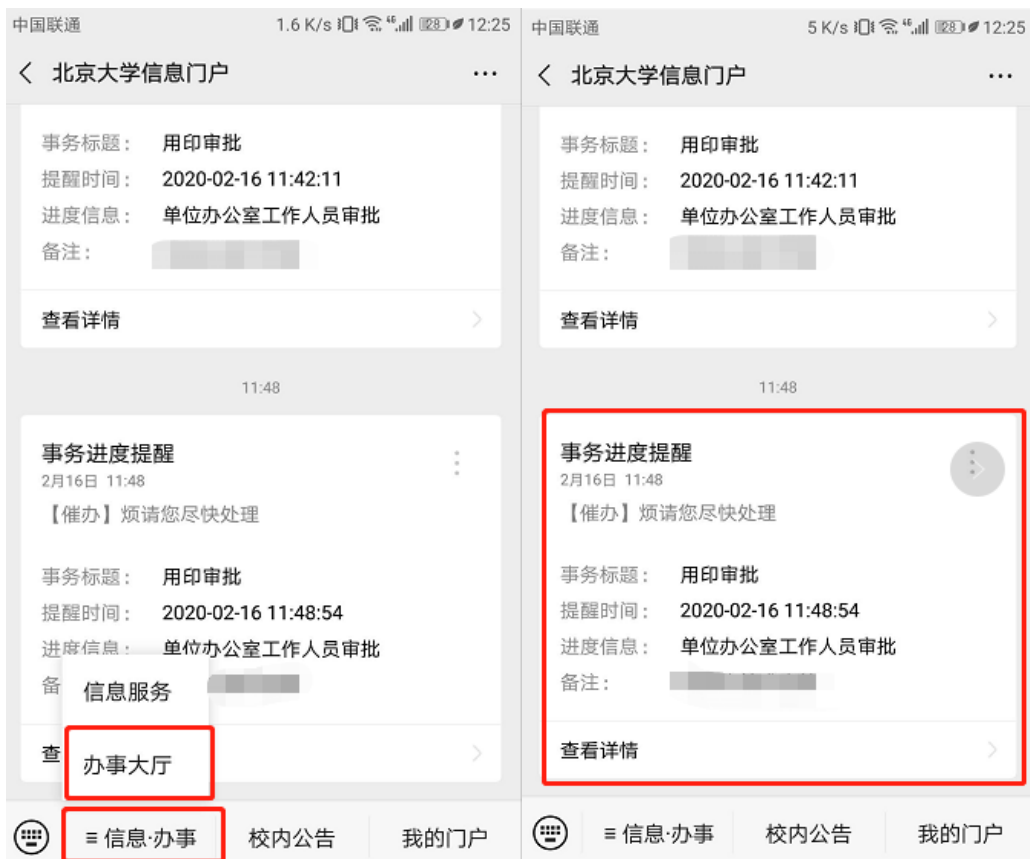 中国联通 1.6 K/s 46 28 12:25
北京大学信息门户
事务标题： 用印审批
提醒时间： 2020-02-16 11:42:11
进度信息： 单位办公室工作人员审批
备注：
查看详情
11:48
事务进度提醒
2月16日 11:48
【催办】烦请您尽快处理
事务标题： 用印审批
提醒时间： 2020-02-16 11:48:54
进度信息： 单位办公室工作人员审批
备
信息服务
查
办事大厅
≡ 信息·办事 校内公告 我的门户
中国联通 5 K/s 46 28 12:25
北京大学信息门户
事务标题： 用印审批
提醒时间： 2020-02-16 11:42:11
进度信息： 单位办公室工作人员审批
备注：
查看详情
11:48
事务进度提醒
2月16日 11:48
【催办】烦请您尽快处理
事务标题： 用印审批
提醒时间： 2020-02-16 11:48:54
进度信息： 单位办公室工作人员审批
备注：
查看详情
≡ 信息·办事 校内公告 我的门户